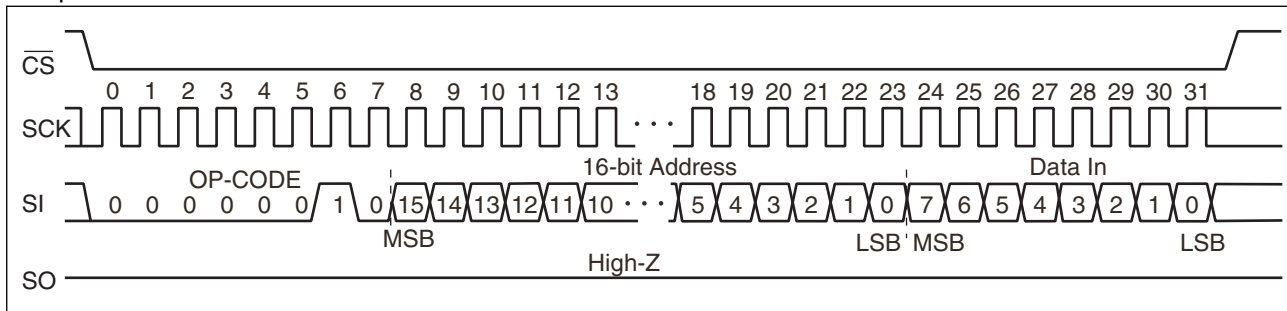 CS
0 1 2 3 4 5 6 7 8 9 10 11 12 13 18 19 20 21 22 23 24 25 26 27 28 29 30 31
SCK
OP-CODE 16-bit Address Data In
SI 0 0 0 0 0 0 1 0 15 14 13 12 11 10 5 4 3 2 1 0 7 6 5 4 3 2 1 0
MSB LSB MSB LSB
High-Z
SO